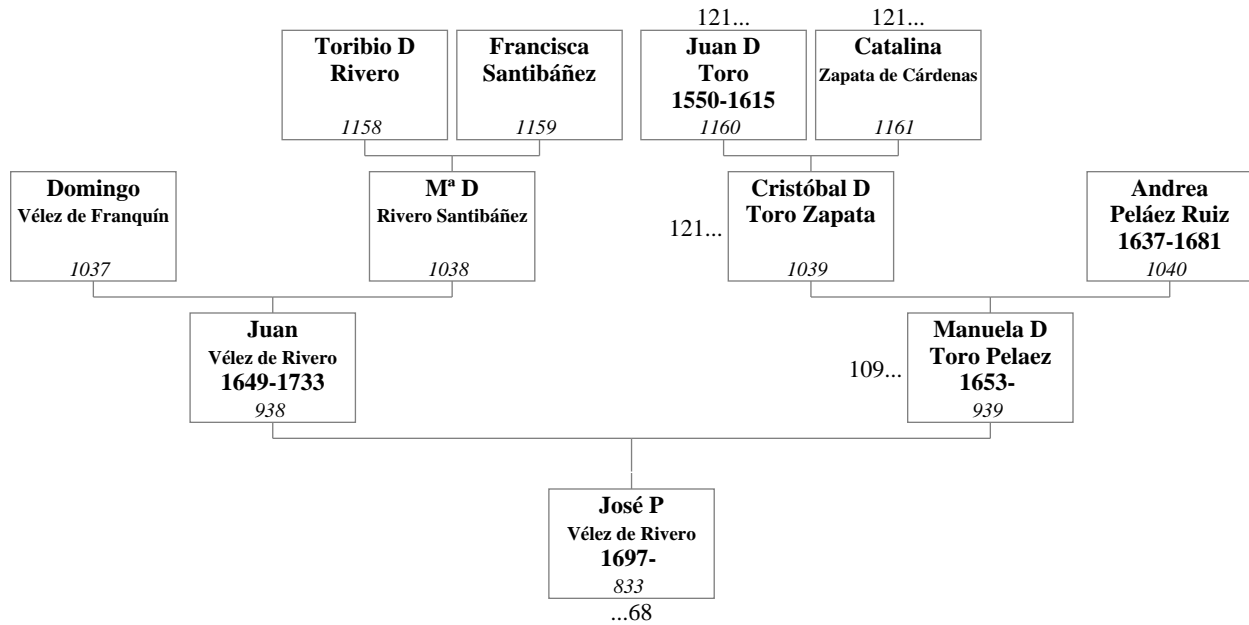 121...
121...
Toribio D
Rivero
1158
Francisca
Santibáñez
1159
Juan D
Toro
1550-1615
1160
Catalina
Zapata de Cárdenas
1161
Domingo
Vélez de Franquín
1037
Mª D
Rivero Santibáñez
1038
121...
Cristóbal D
Toro Zapata
1039
Andrea
Peláez Ruiz
1637-1681
1040
Juan
Vélez de Rivero
1649-1733
938
109...
Manuela D
Toro Pelaez
1653-
939
José P
Vélez de Rivero
1697-
833
...68